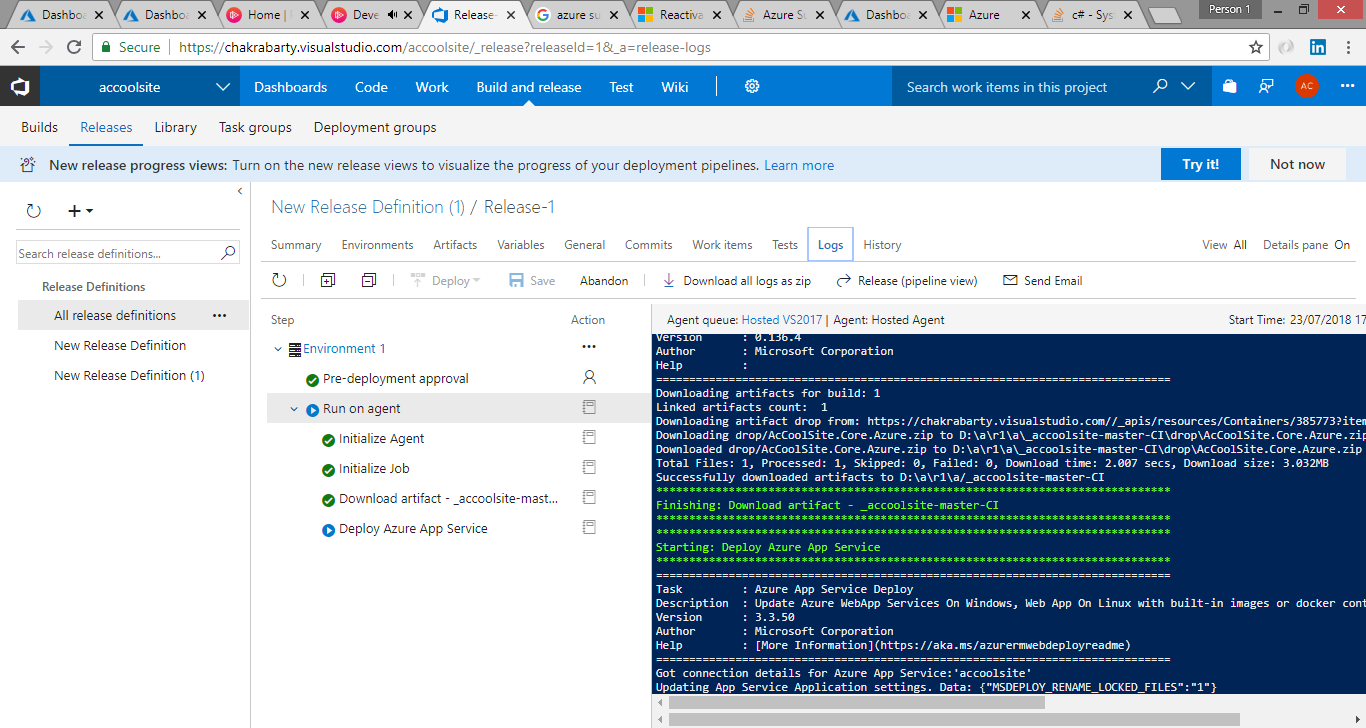 Dashbo
Dashbo
Home |
Deve
Release-
azure su
Reactiva
Azure Su
Dashbo
Azure
c# - Sys
Person 1
Secure
https://chakrabarty.visualstudio.com/accoolsite/_release?releaseId=1&_a=release-logs
accoolsite
Dashboards
Code
Work
Build and release
Test
Wiki
Search work items in this project
AC
Builds
Releases
Library
Task groups
Deployment groups
New release progress views: Turn on the new release views to visualize the progress of your deployment pipelines. Learn more
Try it!
Not now
New Release Definition (1) / Release-1
Summary
Environments
Artifacts
Variables
General
Commits
Work items
Tests
Logs
History
View All
Details pane On
Search release definitions...
Deploy
Save
Abandon
Download all logs as zip
Release (pipeline view)
Send Email
Release Definitions
All release definitions
New Release Definition
New Release Definition (1)
Step
Action
Environment 1
Pre-deployment approval
Run on agent
Initialize Agent
Initialize Job
Download artifact - _accoolsite-mast...
Deploy Azure App Service
Agent queue: Hosted VS2017 | Agent: Hosted Agent
Start Time: 23/07/2018 17
Version : 0.136.4
Author : Microsoft Corporation
Help :
==============================================================================
Downloading artifacts for build: 1
Linked artifacts count: 1
Downloading artifact drop from: https://chakrabarty.visualstudio.com//_apis/resources/Containers/385773?item
Downloading drop/AcCoolSite.Core.Azure.zip to D:\a\r1\a\_accoolsite-master-CI\drop\AcCoolSite.Core.Azure.zip
Downloaded drop/AcCoolSite.Core.Azure.zip to D:\a\r1\a\_accoolsite-master-CI\drop\AcCoolSite.Core.Azure.zip
Total Files: 1, Processed: 1, Skipped: 0, Failed: 0, Download time: 2.007 secs, Download size: 3.032MB
Successfully downloaded artifacts to D:\a\r1\a/_accoolsite-master-CI
******************************************************************************
Finishing: Download artifact - _accoolsite-master-CI
******************************************************************************
******************************************************************************
Starting: Deploy Azure App Service
******************************************************************************
==============================================================================
Task : Azure App Service Deploy
Description : Update Azure WebApp Services On Windows, Web App On Linux with built-in images or docker cont
Version : 3.3.50
Author : Microsoft Corporation
Help : [More Information](https://aka.ms/azurermwebdeployreadme)
==============================================================================
Got connection details for Azure App Service:'accoolsite'
Updating App Service Application settings. Data: {"MSDEPLOY_RENAME_LOCKED_FILES":"1"}